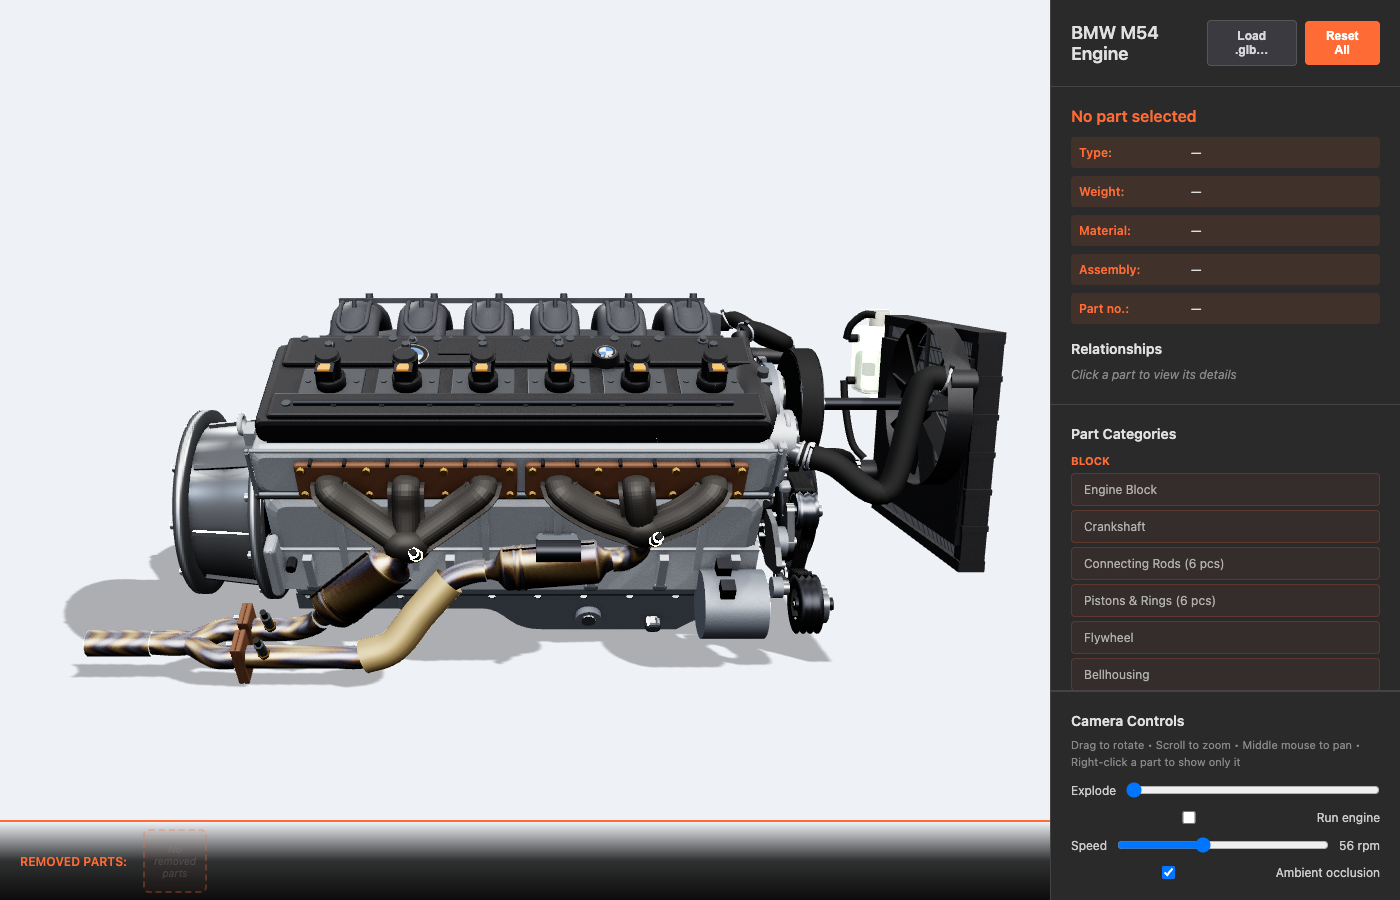 BMW M54
Engine
Load
.glb...
Reset
All
No part selected
Type: —
Weight: —
Material: —
Assembly: —
Part no.: —
Relationships
Click a part to view its details
Part Categories
BLOCK
Engine Block
Crankshaft
Connecting Rods (6 pcs)
Pistons & Rings (6 pcs)
Flywheel
Bellhousing
Camera Controls
Drag to rotate • Scroll to zoom • Middle mouse to pan •
Right-click a part to show only it
Explode
Run engine
Speed 56 rpm
Ambient occlusion
REMOVED PARTS:
No
removed
parts